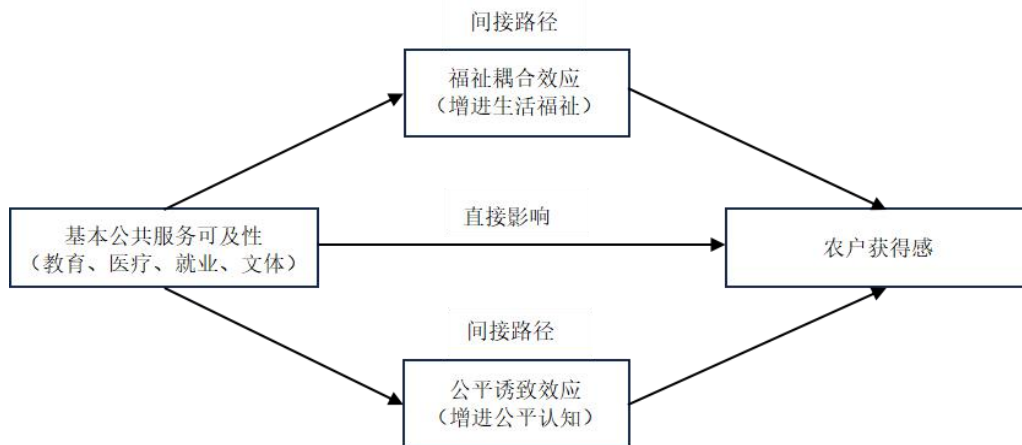 间接路径
福祉耦合效应
（增进生活福祉）
直接影响
基本公共服务可及性
（教育、医疗、就业、文体）
农户获得感
间接路径
公平诱致效应
（增进公平认知）